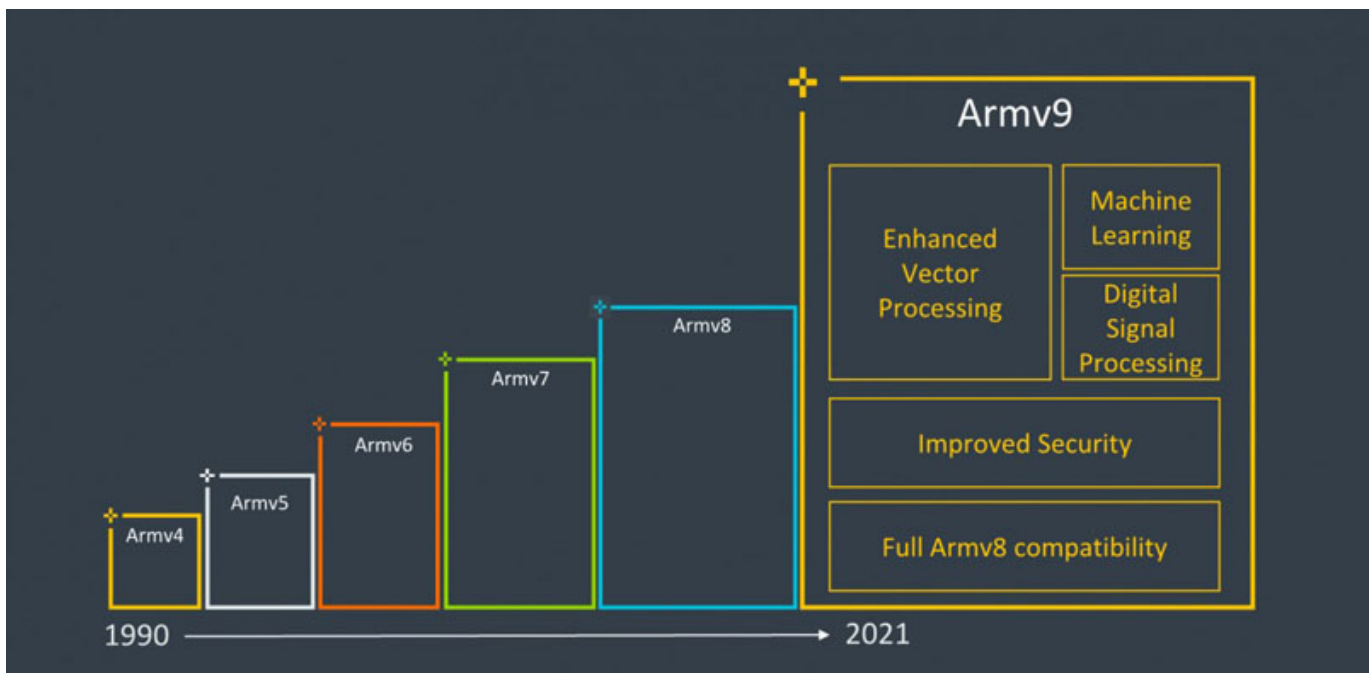 Armv9
Enhanced
Vector
Processing
Machine
Learning
Digital
Signal
Processing
Improved Security
Full Armv8 compatibility
Armv8
Armv7
Armv6
Armv5
Armv4
1990
2021